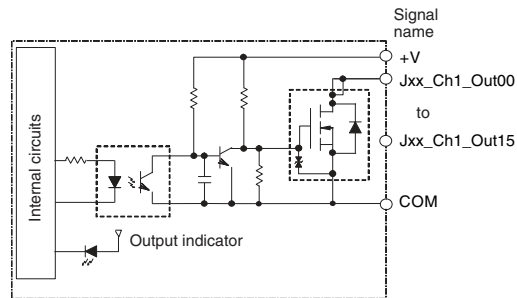 Signal
name
+V
Jxx_Ch1_Out00
to
Jxx_Ch1_Out15
COM
Internal circuits
Output indicator